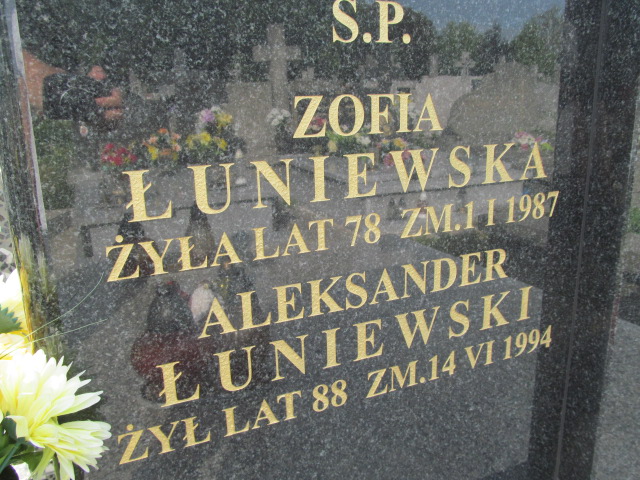 Ś.P.
ZOFIA
ŁUNIEWSKA
ŻYŁA LAT 78 ZM.1 I 1987
ALEKSANDER
ŁUNIEWSKI
ŻYŁ LAT 88 ZM.14 VI 1994